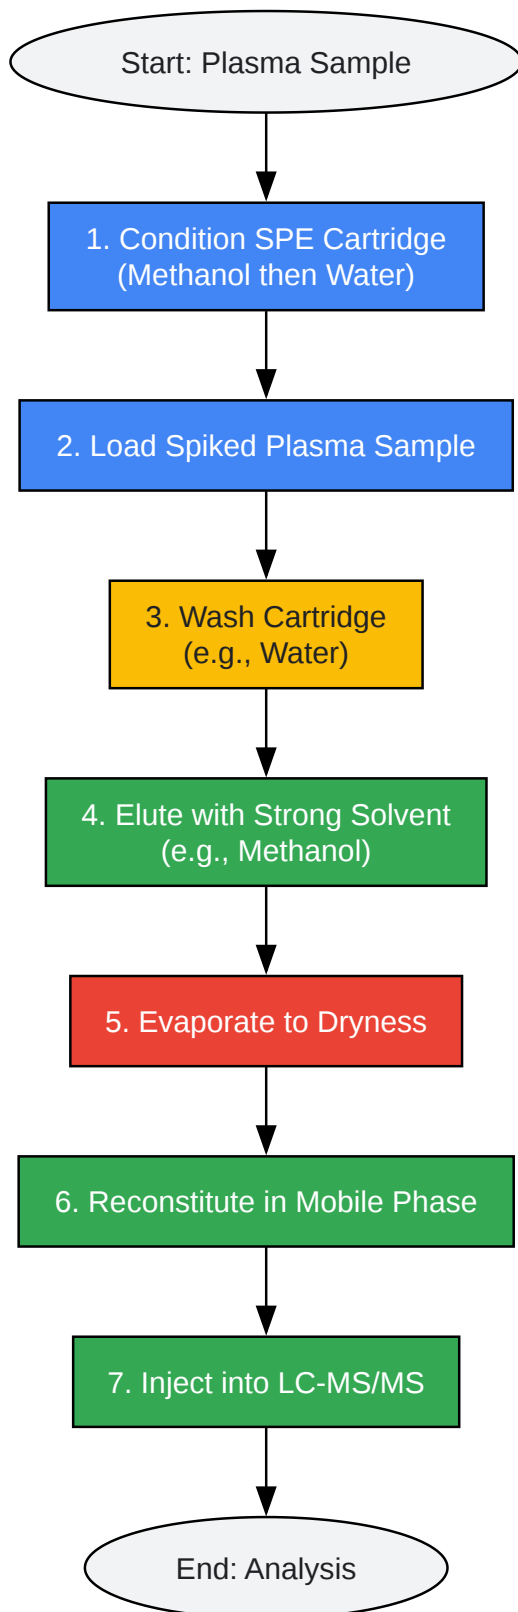 Start: Plasma Sample
1. Condition SPE Cartridge
(Methanol then Water)
2. Load Spiked Plasma Sample
3. Wash Cartridge
(e.g., Water)
4. Elute with Strong Solvent
(e.g., Methanol)
5. Evaporate to Dryness
6. Reconstitute in Mobile Phase
7. Inject into LC-MS/MS
End: Analysis